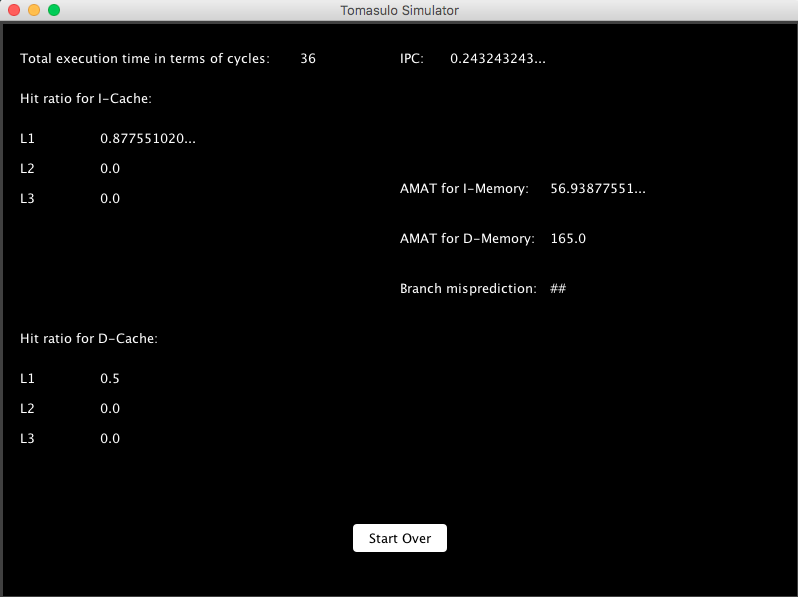 Tomasulo Simulator
Total execution time in terms of cycles: 36 IPC: 0.243243243...
Hit ratio for I-Cache:
L1 0.877551020...
L2 0.0
AMAT for I-Memory: 56.93877551...
L3 0.0
AMAT for D-Memory: 165.0
Branch misprediction: ##
Hit ratio for D-Cache:
L1 0.5
L2 0.0
L3 0.0
Start Over